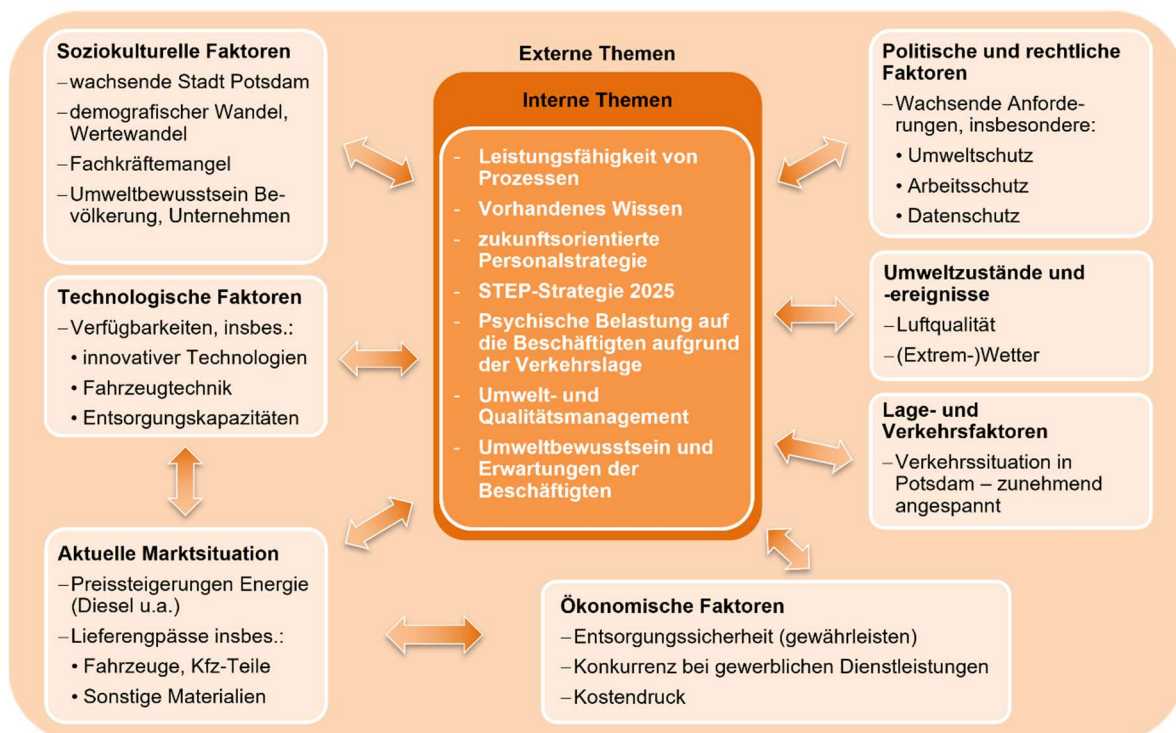 Soziokulturelle Faktoren
–wachsende Stadt Potsdam
–demografischer Wandel,
Wertewandel
–Fachkräftemangel
–Umweltbewusstsein Be-
völkerung, Unternehmen
Technologische Faktoren
–Verfügbarkeiten, insbes.:
• innovativer Technologien
• Fahrzeugtechnik
• Entsorgungskapazitäten
Aktuelle Marktsituation
–Preissteigerungen Energie
(Diesel u.a.)
–Lieferengpässe insbes.:
• Fahrzeuge, Kfz-Teile
• Sonstige Materialien
Externe Themen
Interne Themen
- Leistungsfähigkeit von
Prozessen
- Vorhandenes Wissen
- zukunftsorientierte
Personalstrategie
- STEP-Strategie 2025
- Psychische Belastung auf
die Beschäftigten aufgrund
der Verkehrslage
- Umwelt- und
Qualitätsmanagement
- Umweltbewusstsein und
Erwartungen der
Beschäftigten
Politische und rechtliche
Faktoren
–Wachsende Anforde-
rungen, insbesondere:
• Umweltschutz
• Arbeitsschutz
• Datenschutz
Umweltzustände und
-ereignisse
–Luftqualität
–(Extrem-)Wetter
Lage- und
Verkehrsfaktoren
–Verkehrssituation in
Potsdam – zunehmend
angespannt
Ökonomische Faktoren
–Entsorgungssicherheit (gewährleisten)
–Konkurrenz bei gewerblichen Dienstleistungen
–Kostendruck